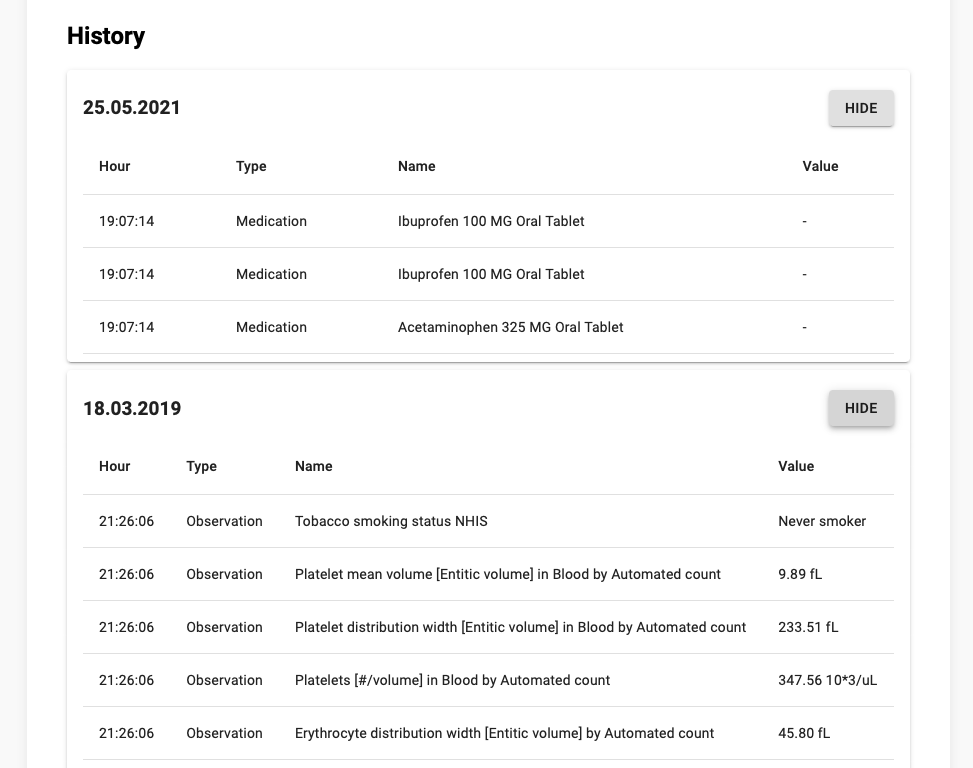 History
25.05.2021 HIDE
Hour Type Name Value
19:07:14 Medication Ibuprofen 100 MG Oral Tablet -
19:07:14 Medication Ibuprofen 100 MG Oral Tablet -
19:07:14 Medication Acetaminophen 325 MG Oral Tablet -
18.03.2019 HIDE
Hour Type Name Value
21:26:06 Observation Tobacco smoking status NHIS Never smoker
21:26:06 Observation Platelet mean volume [Entitic volume] in Blood by Automated count 9.89 fL
21:26:06 Observation Platelet distribution width [Entitic volume] in Blood by Automated count 233.51 fL
21:26:06 Observation Platelets [#/volume] in Blood by Automated count 347.56 10*3/uL
21:26:06 Observation Erythrocyte distribution width [Entitic volume] by Automated count 45.80 fL